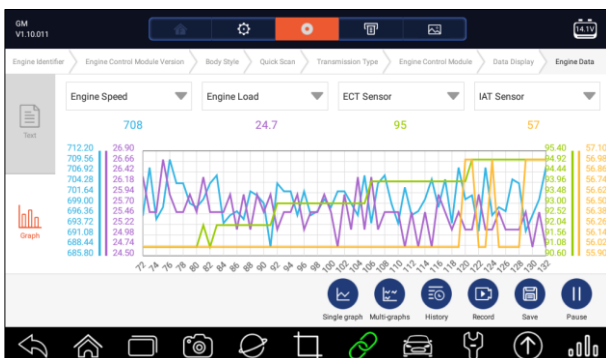 GM
V1.10.011
14.1V
Engine Identifier
Engine Control Module Version
Body Style
Quick Scan
Transmission Type
Engine Control Module
Data Display
Engine Data
Text
Graph
Engine Speed
Engine Load
ECT Sensor
IAT Sensor
708
24.7
95
57
712.20 26.90 95.40 57.10
709.56 26.66 94.92 56.98
706.92 26.42 94.44 56.86
704.28 26.18 93.96 56.74
701.64 25.94 93.48 56.62
699.00 25.70 93.00 56.50
696.36 25.46 92.52 56.38
693.72 25.22 92.04 56.26
691.08 24.98 91.56 56.14
688.44 24.74 91.08 56.02
685.80 24.50 90.60 55.90
72 74 76 78 80 82 84 86 88 90 92 94 96 98 100 102 104 106 108 110 112 114 116 118 120 122 124 126 128 130 132
Single graph
Multi-graphs
History
Record
Save
Pause